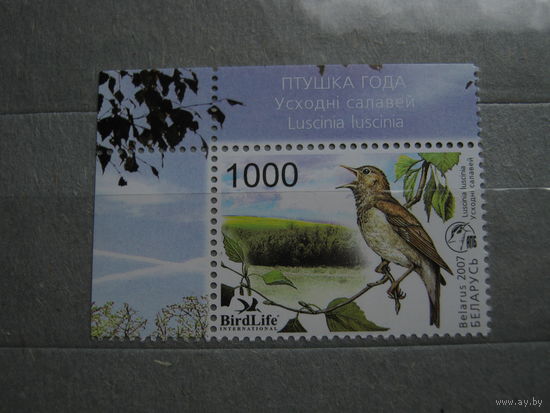 ПТУШКА ГОДА
Усходні салавей
Luscinia luscinia
1000
Luscinia luscinia
Усходні салавей
Belarus 2007
БЕЛАРУСЬ
BirdLife
INTERNATIONAL
www.ay.by